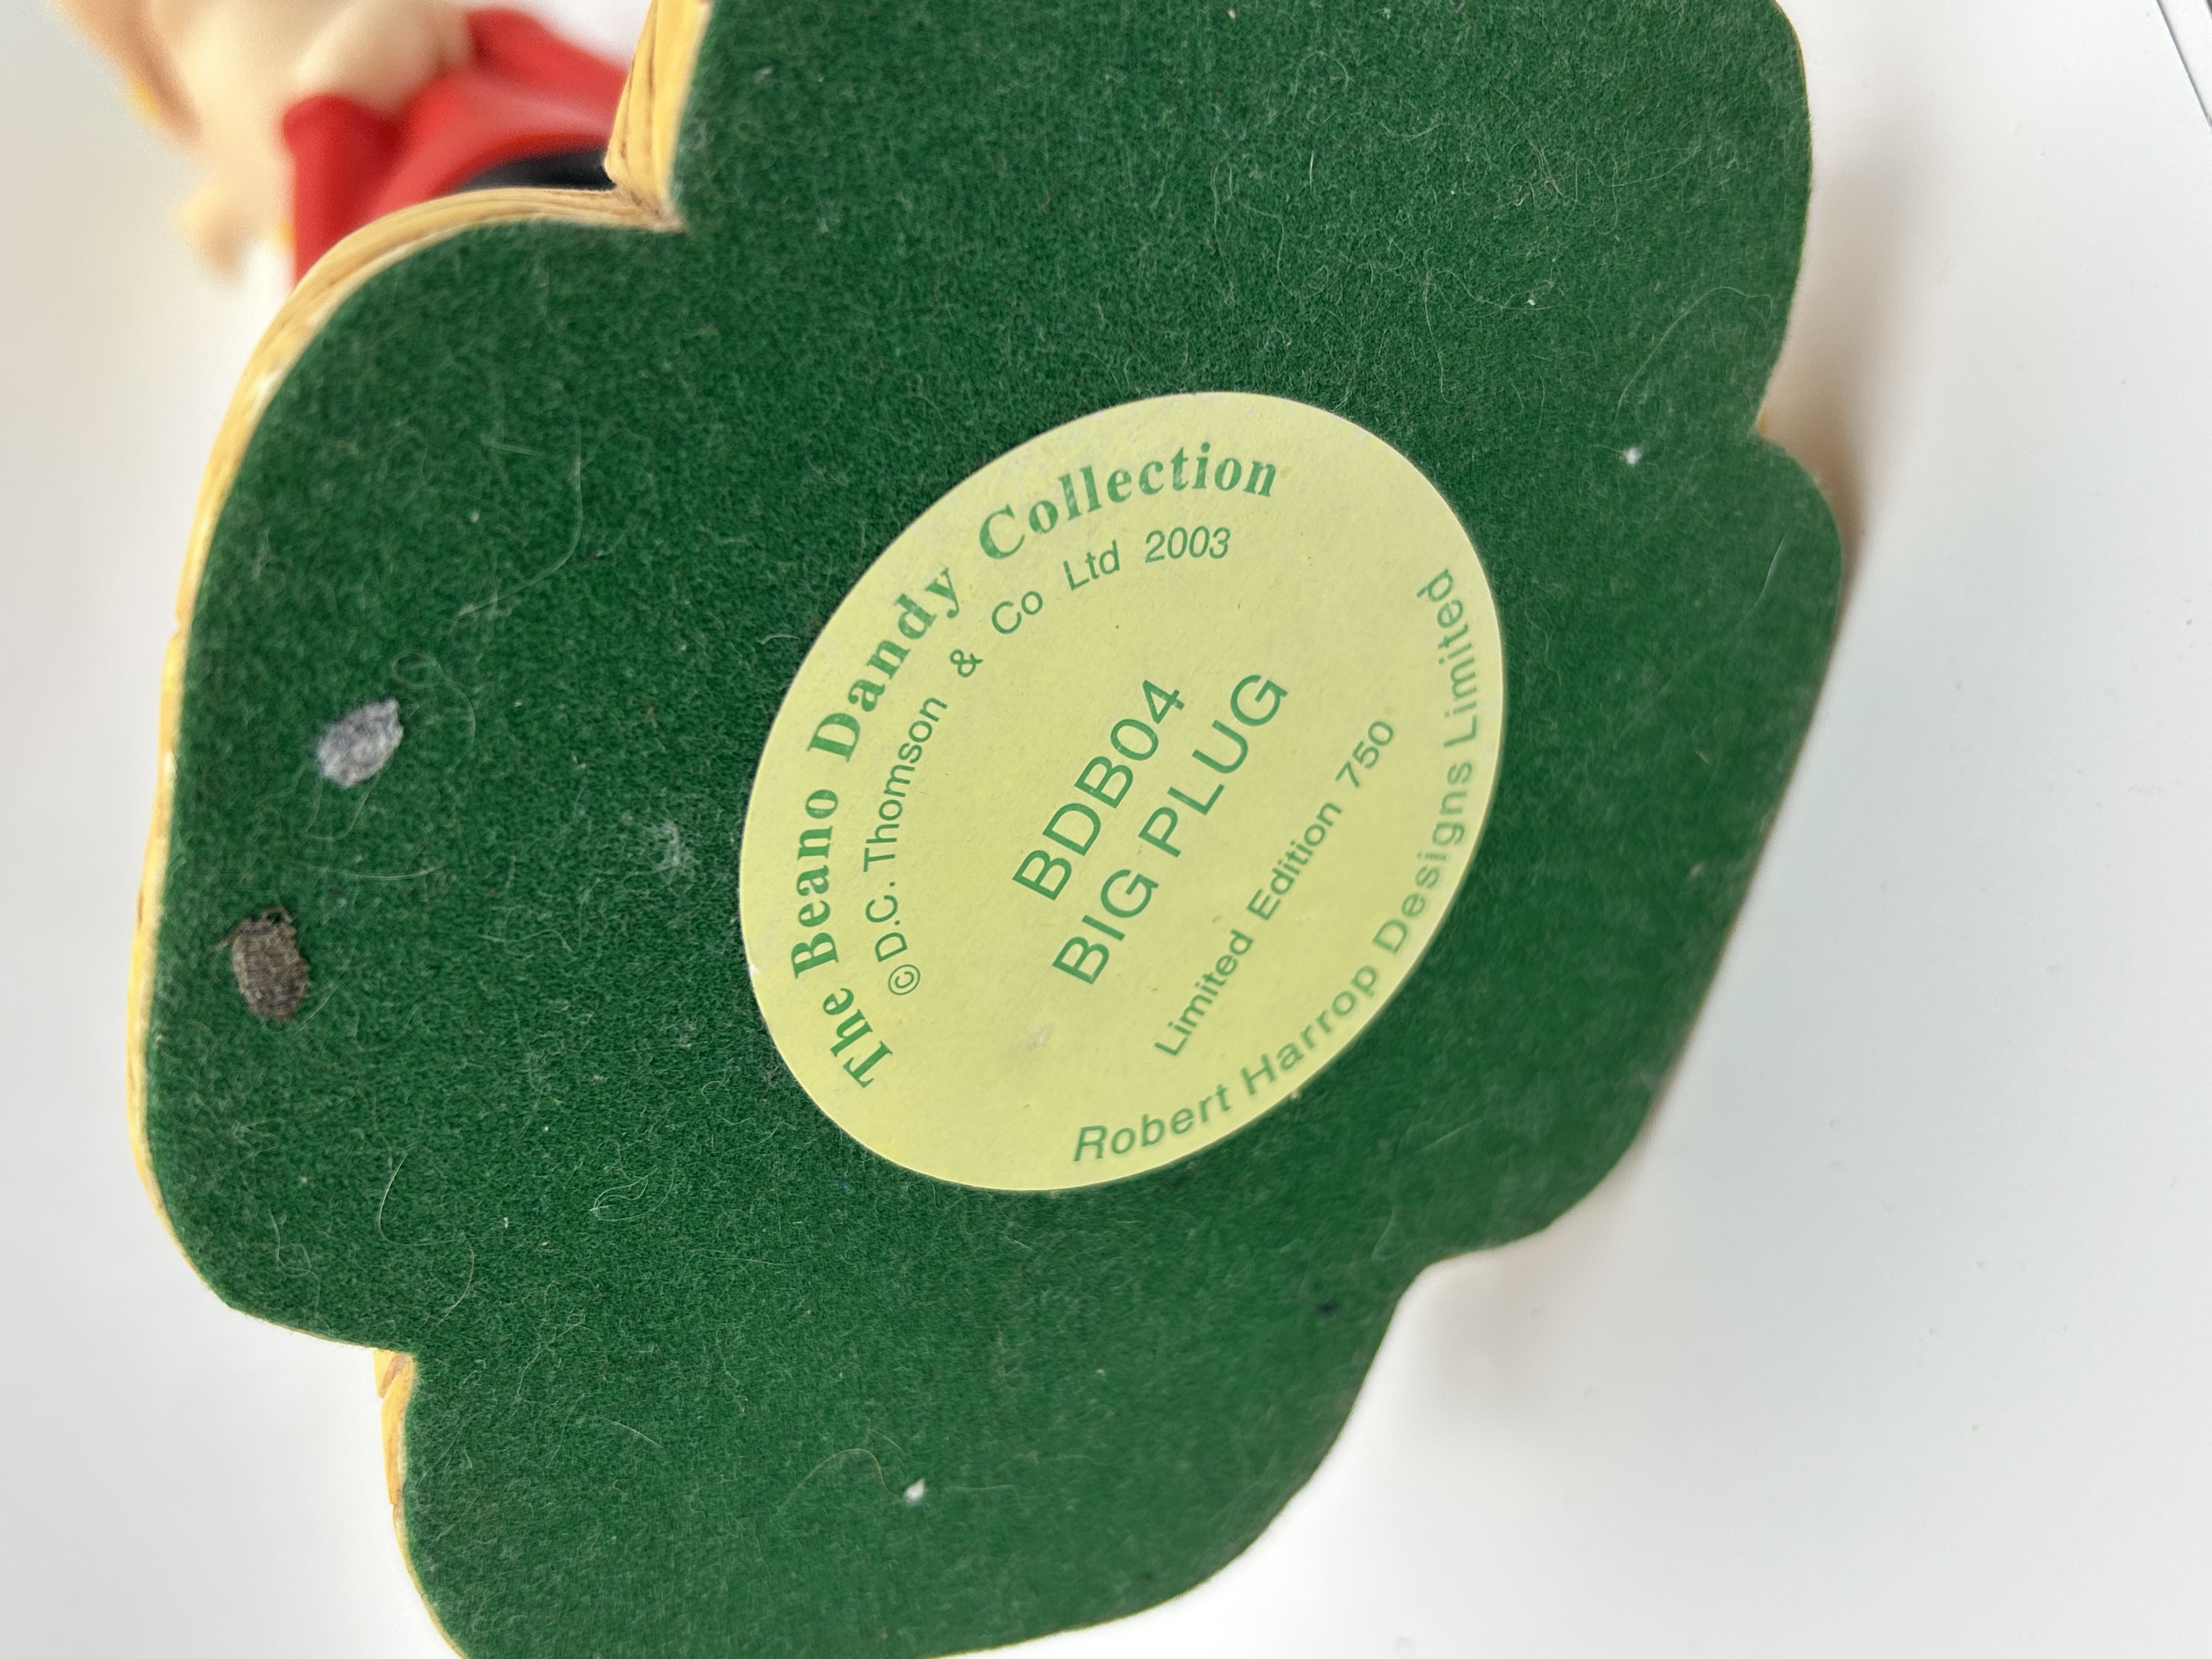 The Beano Dandy Collection
©D.C. Thomson & Co Ltd 2003
BDB04
BIG PLUG
Limited Edition 750
Robert Harrop Designs Limited